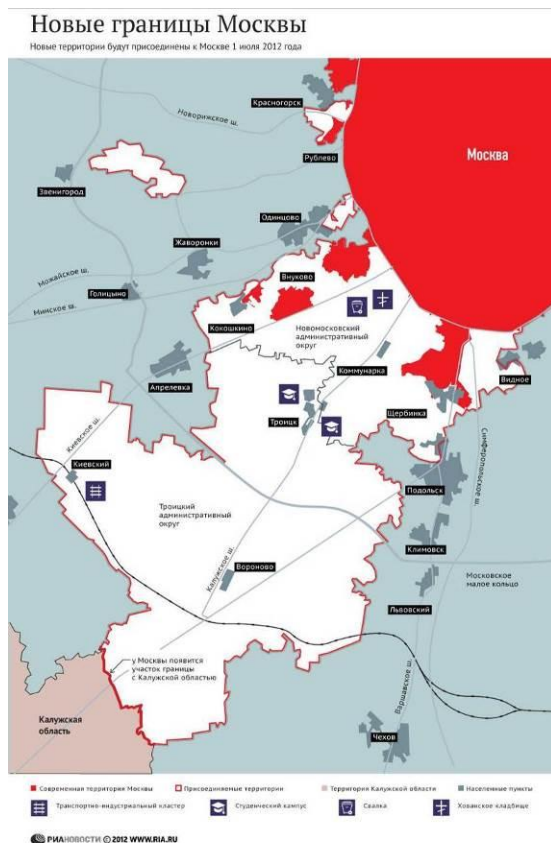 Новые границы Москвы
Новые территории будут присоединены к Москве 1 июля 2012 года
Красногорск
Новорижское ш.
Рублево
Москва
Звенигород
Одинцово
Жаворонки
Можайское ш.
Внуково
Голицыно
Минское ш.
Кокошкино
Новомосковский
административный
округ
Коммунарка
Апрелевка
Видное
Троицк
Щербинка
Киевское ш.
Симферопольское ш.
Киевский
Подольск
Троицкий
административный
округ
Климовск
Калужское ш.
Вороново
Московское
малое кольцо
Львовский
у Москвы появится
участок границы
с Калужской областью
Варшавское ш.
Калужская
область
Чехов
Современная территория Москвы
Присоединяемые территории
Территория Калужской области
Населенные пункты
Транспортно-индустриальный кластер
Студенческий кампус
Свалка
Хованское кладбище
РИАНОВОСТИ © 2012 WWW.RIA.RU